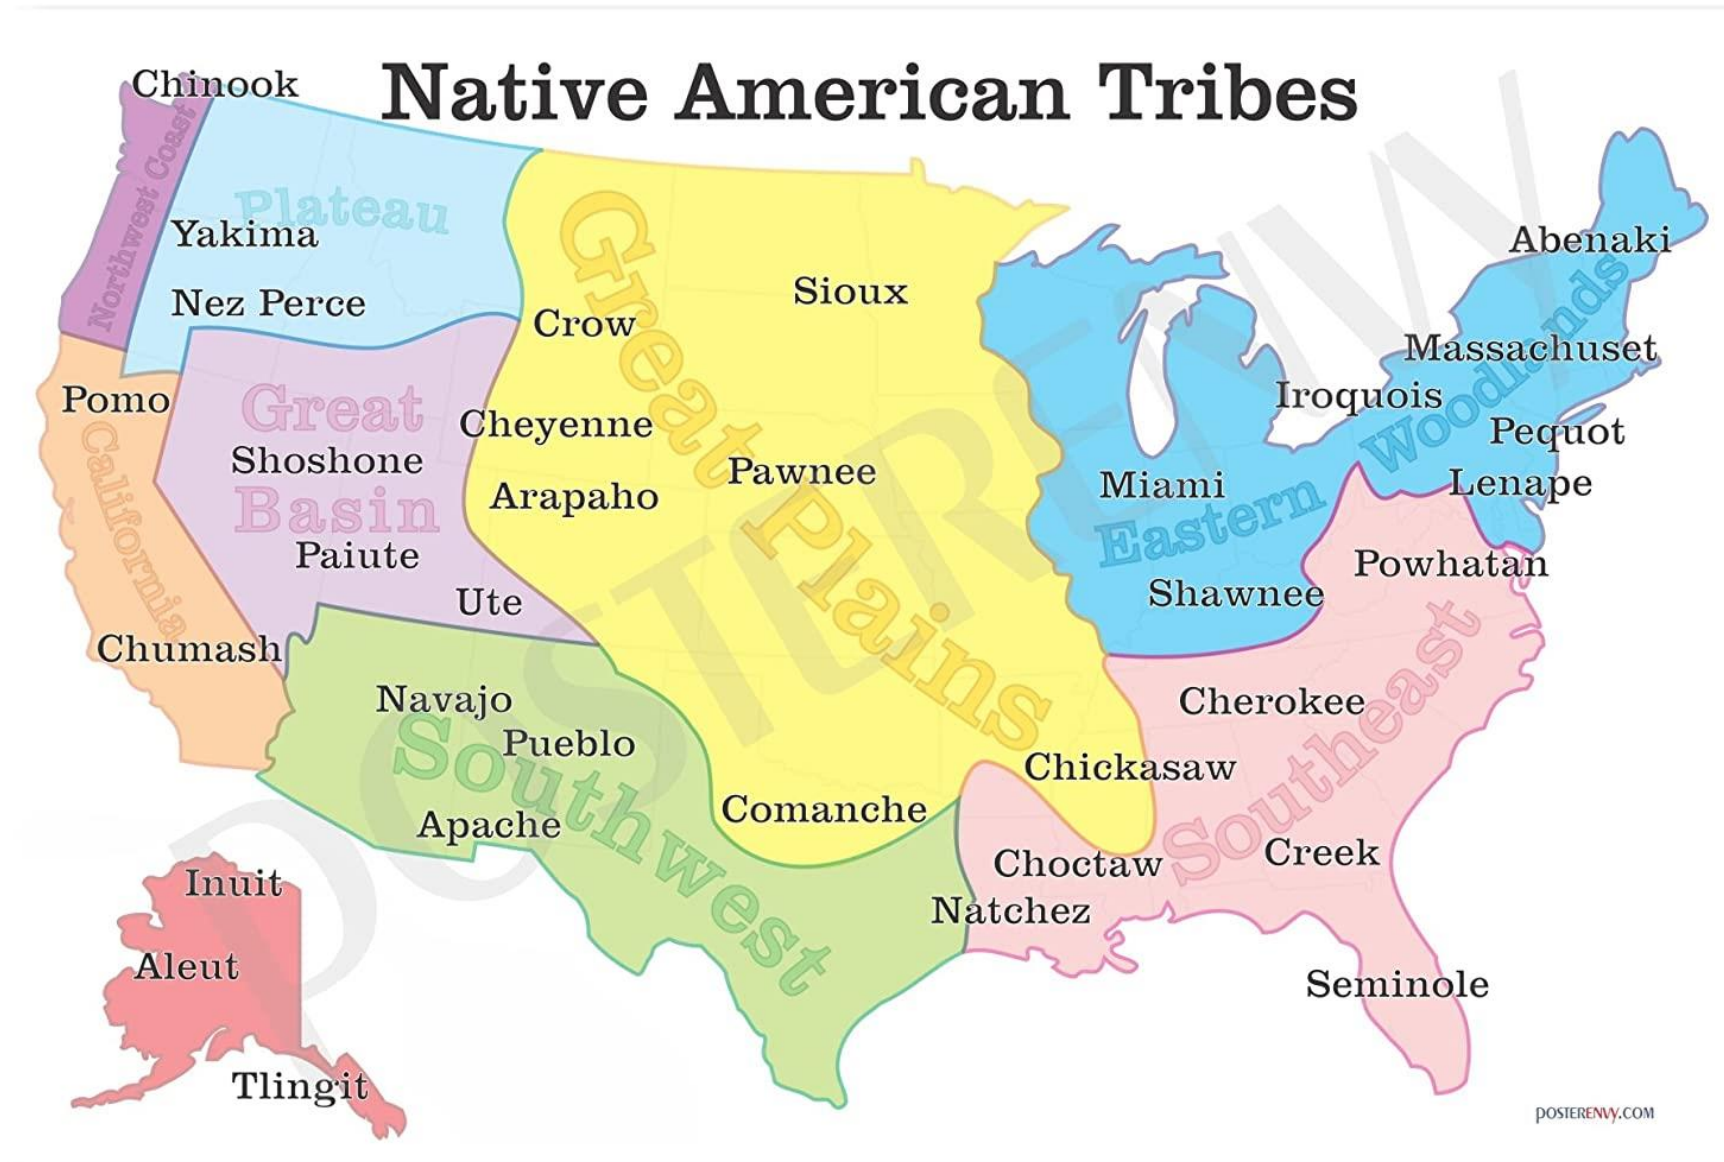 Native American Tribes
Chinook
Northwest Coast
Plateau
Yakima
Nez Perce
Great Plains
Sioux
Crow
Cheyenne
Pawnee
Arapaho
Comanche
Pomo
California
Chumash
Great
Shoshone
Basin
Paiute
Ute
Navajo
Pueblo
Southwest
Apache
Abenaki
Massachuset
Iroquois
Pequot
Lenape
Miami
Eastern Woodlands
Shawnee
Powhatan
Cherokee
Southeast
Chickasaw
Choctaw
Creek
Natchez
Seminole
Inuit
Aleut
Tlingit
POSTERENVY
POSTERENVY.COM